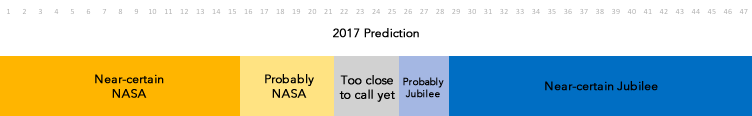 1 2 3 4 5 6 7 8 9 10 11 12 13 14 15 16 17 18 19 20 21 22 23 24 25 26 27 28 29 30 31 32 33 34 35 36 37 38 39 40 41 42 43 44 45 46 47
2017 Prediction
Near-certain
NASA
Probably
NASA
Too close
to call yet
Probably
Jubilee
Near-certain Jubilee